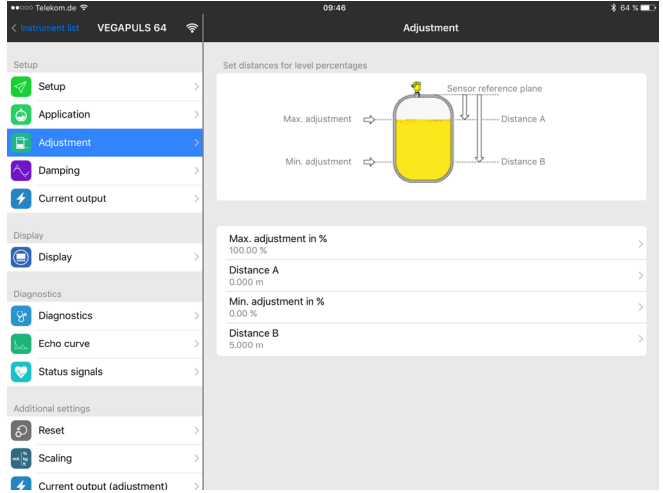 Telekom.de
09:46
64 %
Instrument list
VEGAPULS 64
Adjustment
Setup
Setup
Application
Adjustment
Damping
Current output
Display
Display
Diagnostics
Diagnostics
Echo curve
Status signals
Additional settings
Reset
Scaling
Current output (adjustment)
Set distances for level percentages
Sensor reference plane
Max. adjustment
Distance A
Min. adjustment
Distance B
Max. adjustment in %
100.00 %
Distance A
0.000 m
Min. adjustment in %
0.00 %
Distance B
5.000 m